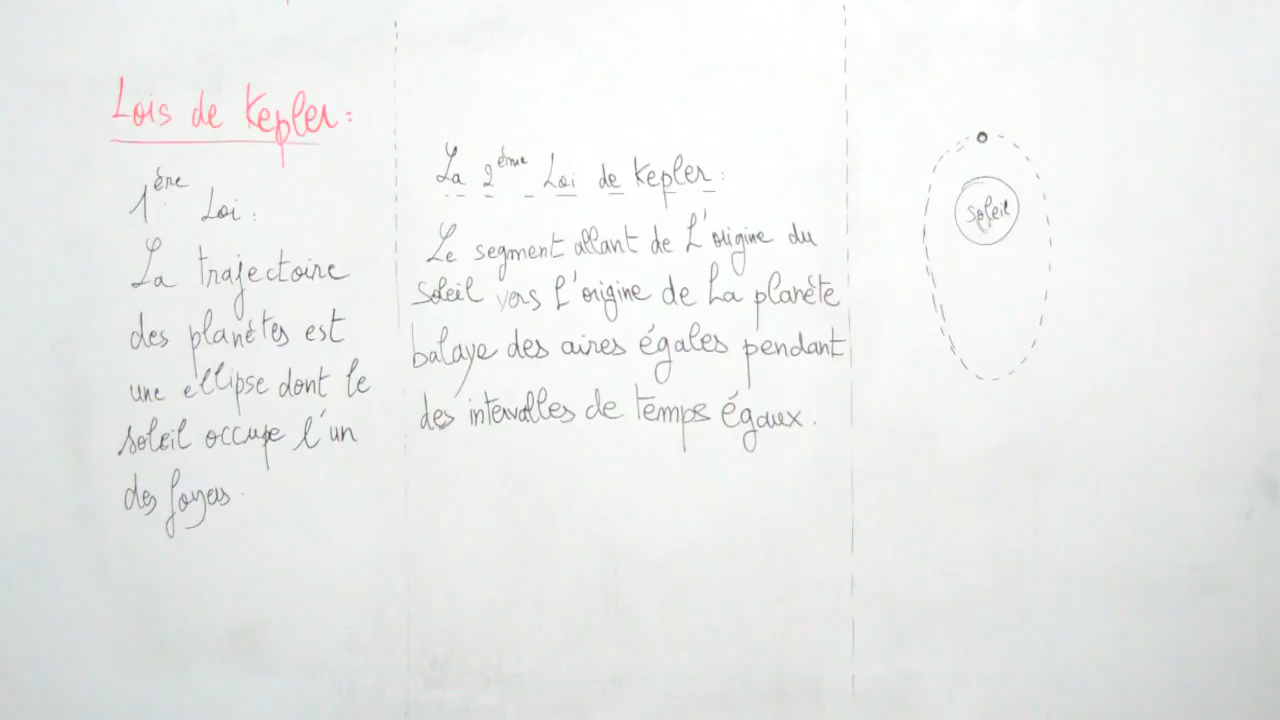 Lois de Kepler :
1ère Loi :
La trajectoire
des planètes est
une ellipse dont le
soleil occupe l'un
des foyers.
La 2ème Loi de Kepler :
Le segment allant de L'origine du
soleil vers L'origine de La planète
balaye des aires égales pendant
des intervalles de temps égaux.
soleil